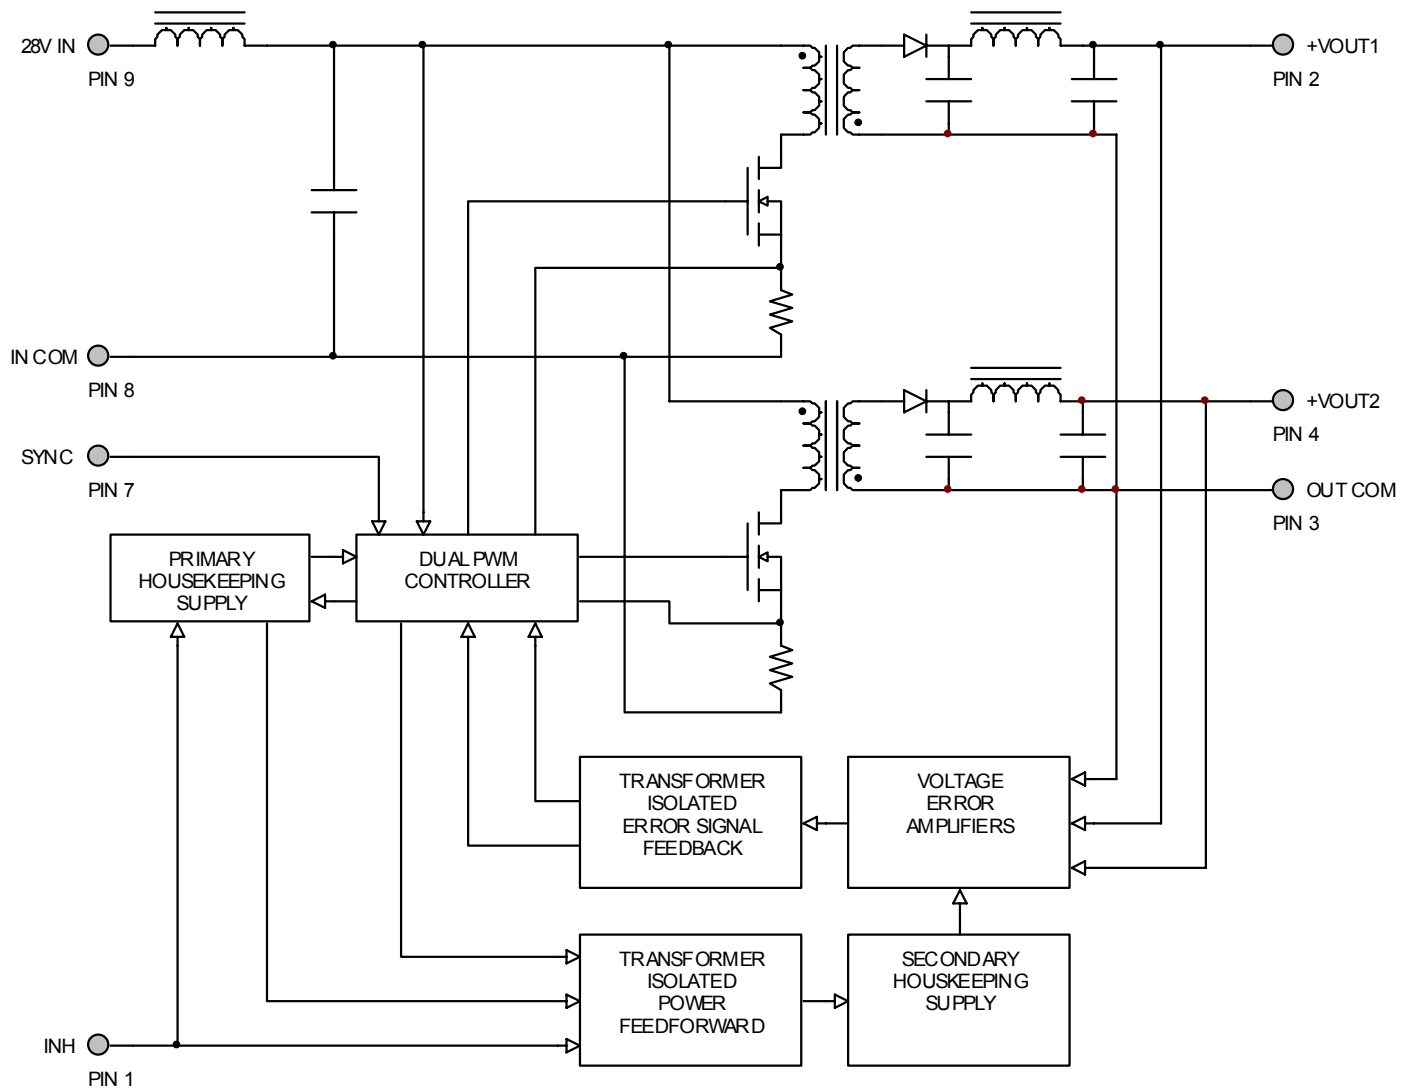 28V IN
PIN 9
+VOUT1
PIN 2
IN COM
PIN 8
+VOUT2
PIN 4
SYNC
PIN 7
OUT COM
PIN 3
PRIMARY
HOUSEKEEPING
SUPPLY
DUAL PWM
CONTROLLER
TRANSFORMER
ISOLATED
ERROR SIGNAL
FEEDBACK
VOLTAGE
ERROR
AMPLIFIERS
TRANSFORMER
ISOLATED
POWER
FEEDFORWARD
SECONDARY
HOUSKEEPING
SUPPLY
INH
PIN 1